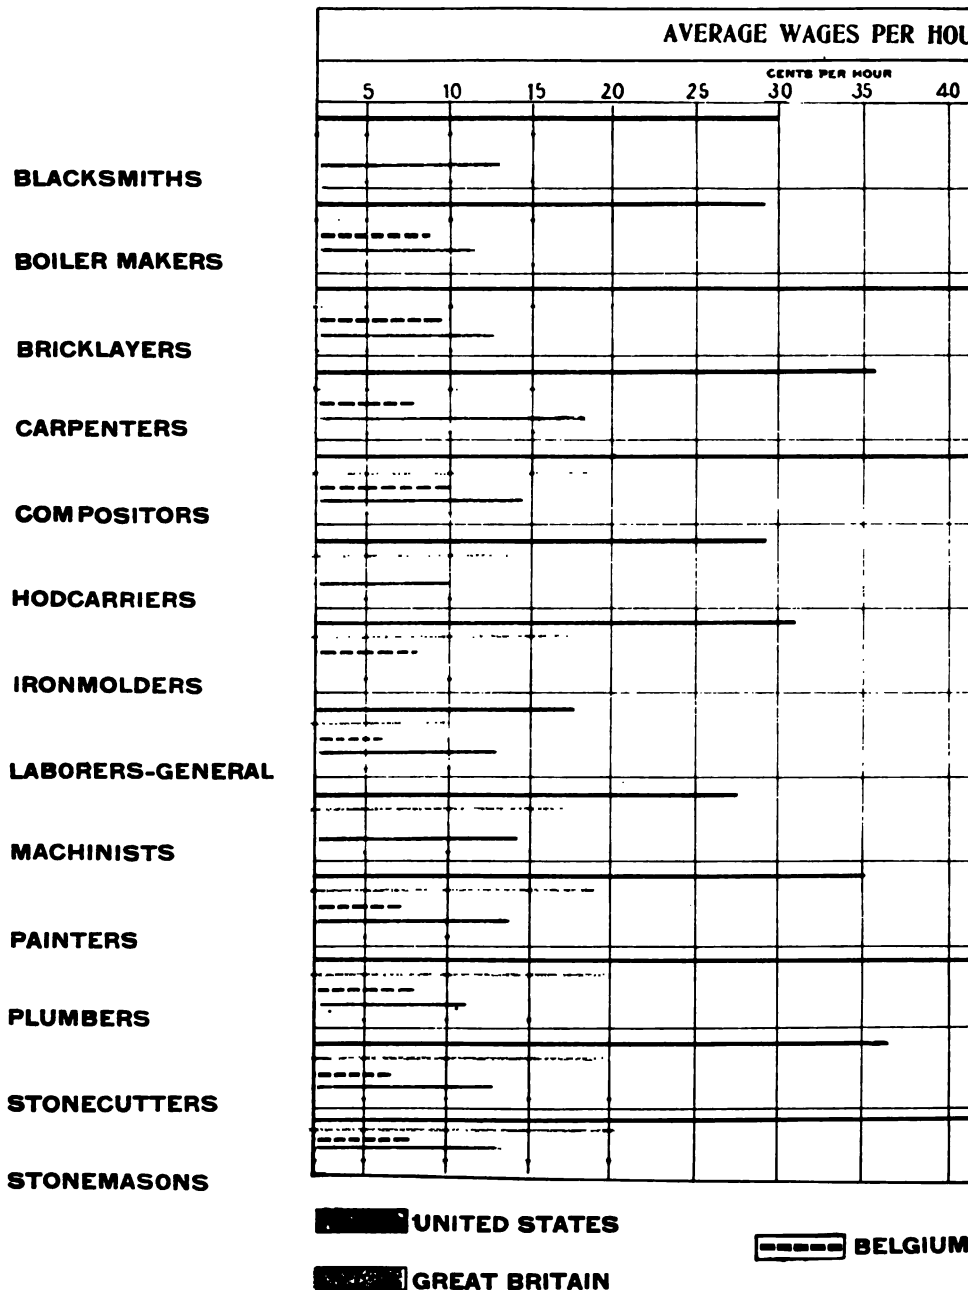 AVERAGE WAGES PER HOU
CENTS PER HOUR
5 10 15 20 25 30 35 40
BLACKSMITHS
BOILER MAKERS
BRICKLAYERS
CARPENTERS
COMPOSITORS
HODCARRIERS
IRONMOLDERS
LABORERS-GENERAL
MACHINISTS
PAINTERS
PLUMBERS
STONECUTTERS
STONEMASONS
UNITED STATES
BELGIUM
GREAT BRITAIN